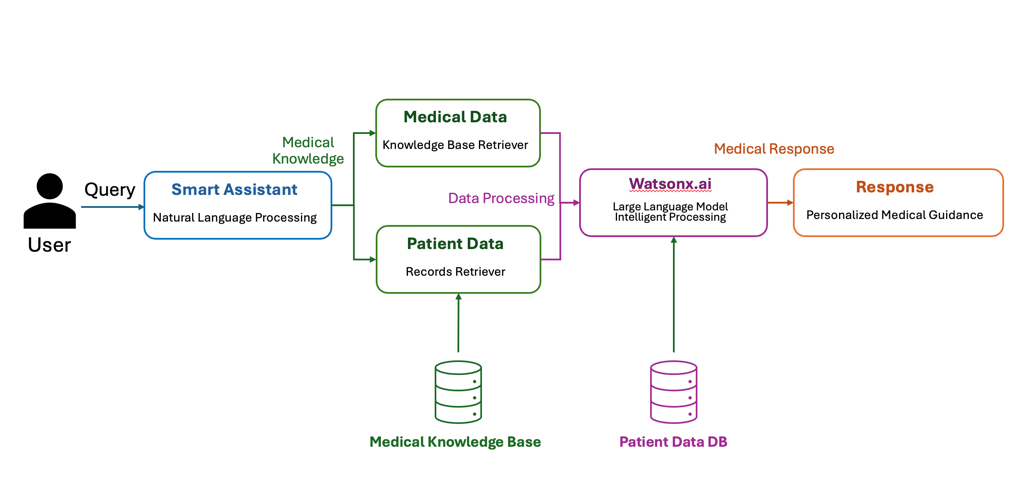 Query
User
Smart Assistant
Natural Language Processing
Medical
Knowledge
Medical Data
Knowledge Base Retriever
Patient Data
Records Retriever
Data Processing
Watsonx.ai
Large Language Model
Intelligent Processing
Medical Response
Response
Personalized Medical Guidance
Medical Knowledge Base
Patient Data DB